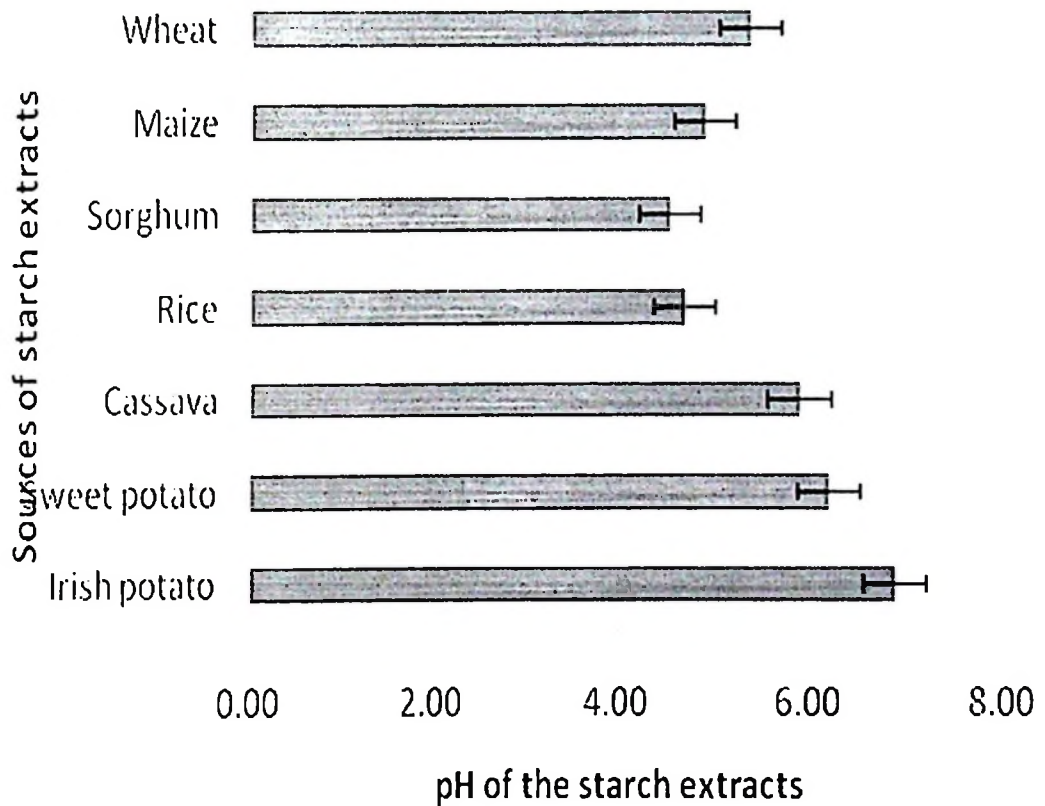 Sources of starch extracts
Wheat
Maize
Sorghum
Rice
Cassava
Sweet potato
Irish potato
0.00 2.00 4.00 6.00 8.00
pH of the starch extracts